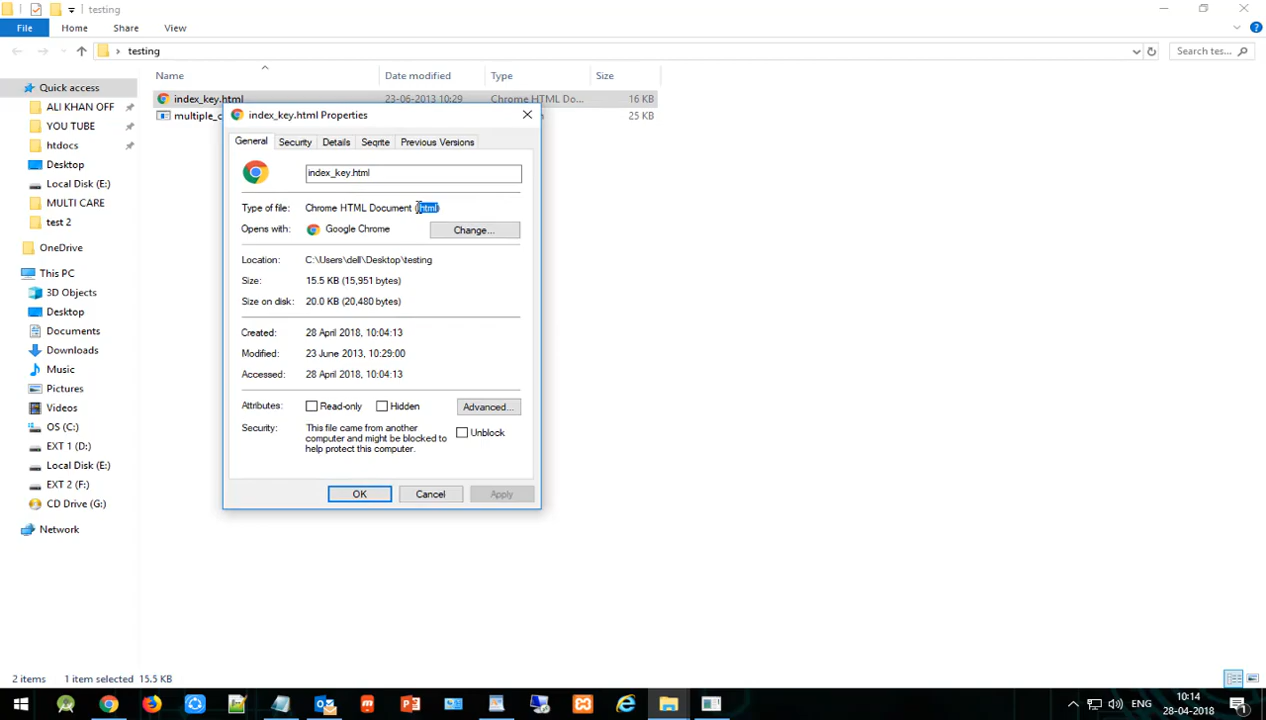 testing
File Home Share View
testing Search tes...
Name Date modified Type Size
Quick access
ALI KHAN OFF
YOU TUBE
htdocs
Desktop
Local Disk (E:)
MULTI CARE
test 2
OneDrive
This PC
3D Objects
Desktop
Documents
Downloads
Music
Pictures
Videos
OS (C:)
EXT 1 (D:)
Local Disk (E:)
EXT 2 (F:)
CD Drive (G:)
Network
index_key.html 23-06-2013 10:29 Chrome HTML Do... 16 KB
multiple_c 25 KB
index_key.html Properties
General Security Details Seqrite Previous Versions
index_key.html
Type of file: Chrome HTML Document (.html)
Opens with: Google Chrome Change...
Location: C:\Users\dell\Desktop\testing
Size: 15.5 KB (15,951 bytes)
Size on disk: 20.0 KB (20,480 bytes)
Created: 28 April 2018, 10:04:13
Modified: 23 June 2013, 10:29:00
Accessed: 28 April 2018, 10:04:13
Attributes: Read-only Hidden Advanced...
Security: This file came from another
computer and might be blocked to
help protect this computer. Unblock
OK Cancel Apply
2 items 1 item selected 15.5 KB
ENG 10:14
28-04-2018 1